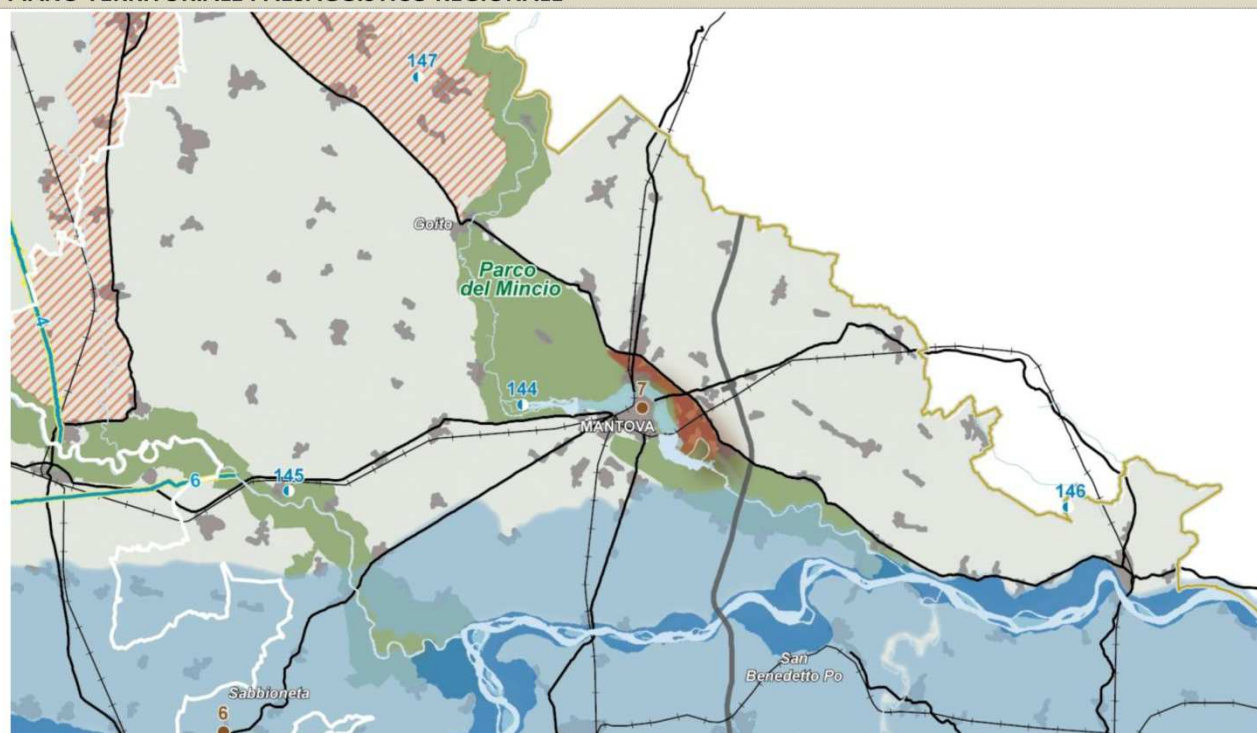 PIANO TERRITORIALE PAESAGGISTICO REGIONALE
147
Goito
Parco
del Mincio
4
144
7
MANTOVA
6
145
146
San
Benedetto Po
Sabbioneta
6